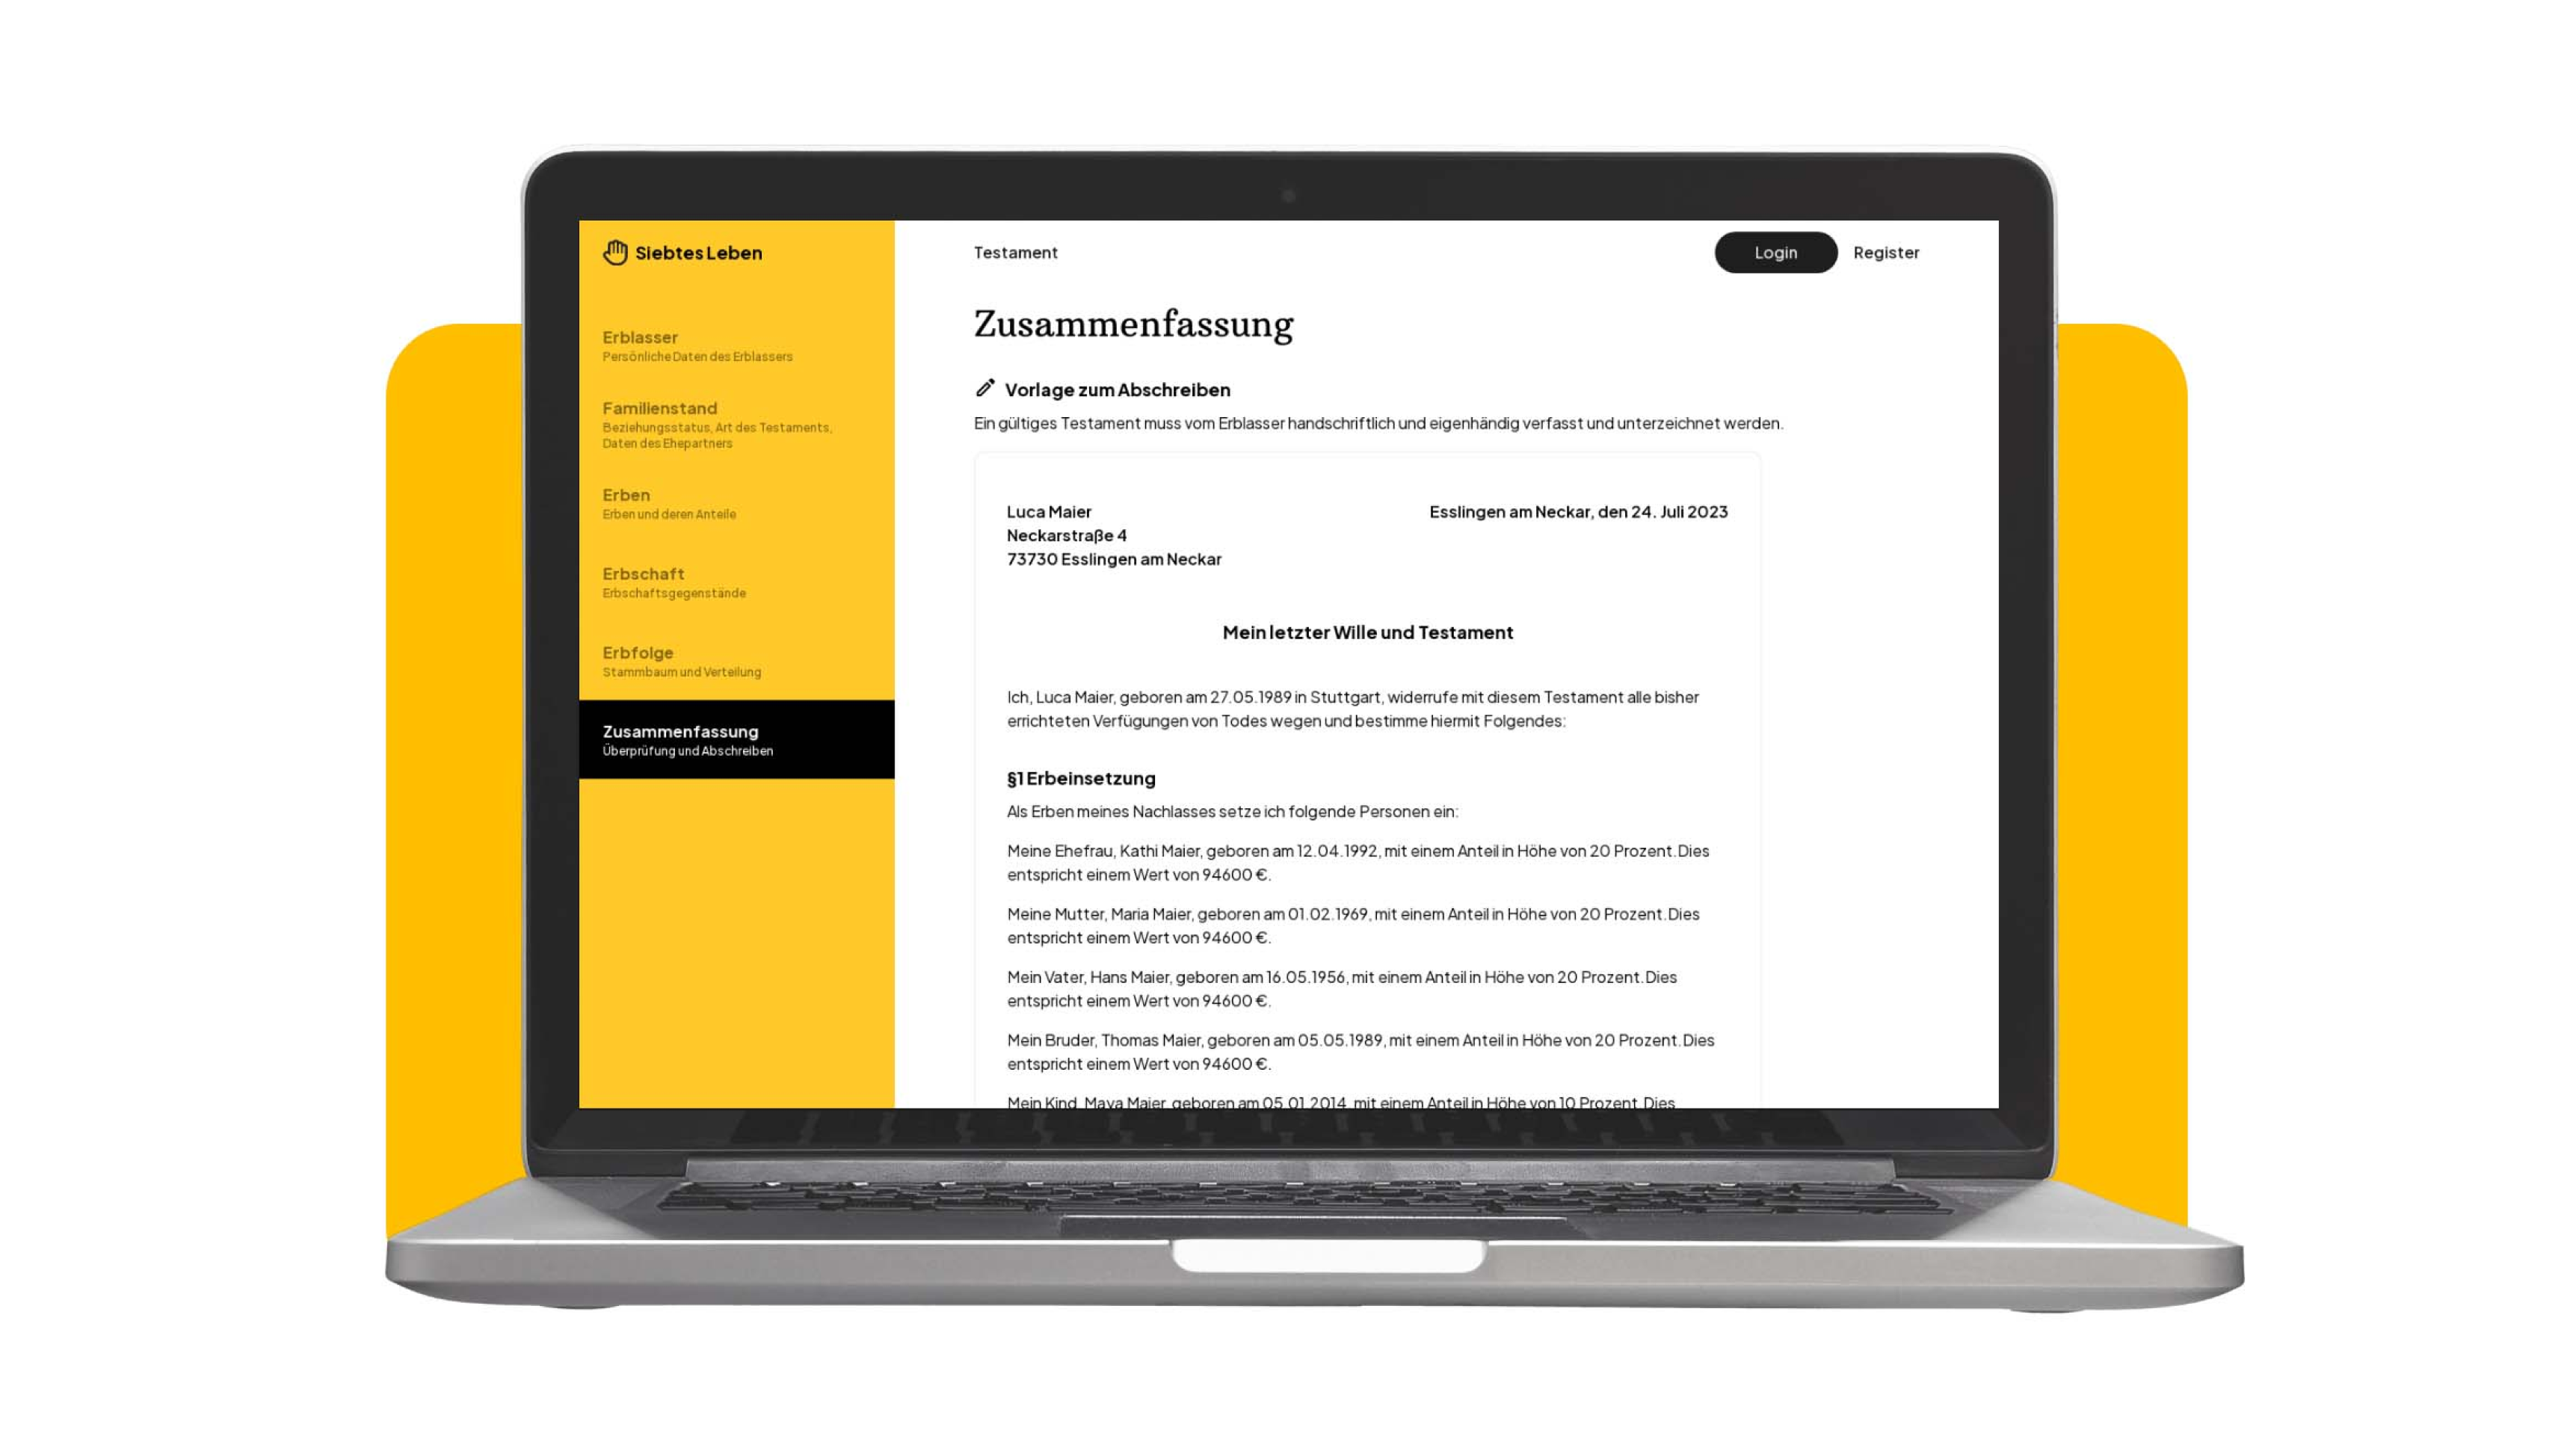 Siebtes Leben
Erblasser
Persönliche Daten des Erblassers
Familienstand
Beziehungsstatus, Art des Testaments,
Daten des Ehepartners
Erben
Erben und deren Anteile
Erbschaft
Erbschaftsgegenstände
Erbfolge
Stammbaum und Verteilung
Zusammenfassung
Überprüfung und Abschreiben
Testament
Login
Register
Zusammenfassung
Vorlage zum Abschreiben
Ein gültiges Testament muss vom Erblasser handschriftlich und eigenhändig verfasst und unterzeichnet werden.
Luca Maier
Esslingen am Neckar, den 24. Juli 2023
Neckarstraße 4
73730 Esslingen am Neckar
Mein letzter Wille und Testament
Ich, Luca Maier, geboren am 27.05.1989 in Stuttgart, widerrufe mit diesem Testament alle bisher
errichteten Verfügungen von Todes wegen und bestimme hiermit Folgendes:
§1 Erbeinsetzung
Als Erben meines Nachlasses setze ich folgende Personen ein:
Meine Ehefrau, Kathi Maier, geboren am 12.04.1992, mit einem Anteil in Höhe von 20 Prozent. Dies
entspricht einem Wert von 94600 €.
Meine Mutter, Maria Maier, geboren am 01.02.1969, mit einem Anteil in Höhe von 20 Prozent. Dies
entspricht einem Wert von 94600 €.
Mein Vater, Hans Maier, geboren am 16.05.1956, mit einem Anteil in Höhe von 20 Prozent. Dies
entspricht einem Wert von 94600 €.
Mein Bruder, Thomas Maier, geboren am 05.05.1989, mit einem Anteil in Höhe von 20 Prozent. Dies
entspricht einem Wert von 94600 €.
Mein Kind, Maya Maier, geboren am 05.01.2014, mit einem Anteil in Höhe von 10 Prozent. Dies